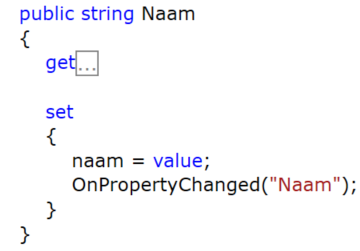 public string Naam
{
get...
set
{
naam = value;
OnPropertyChanged("Naam");
}
}